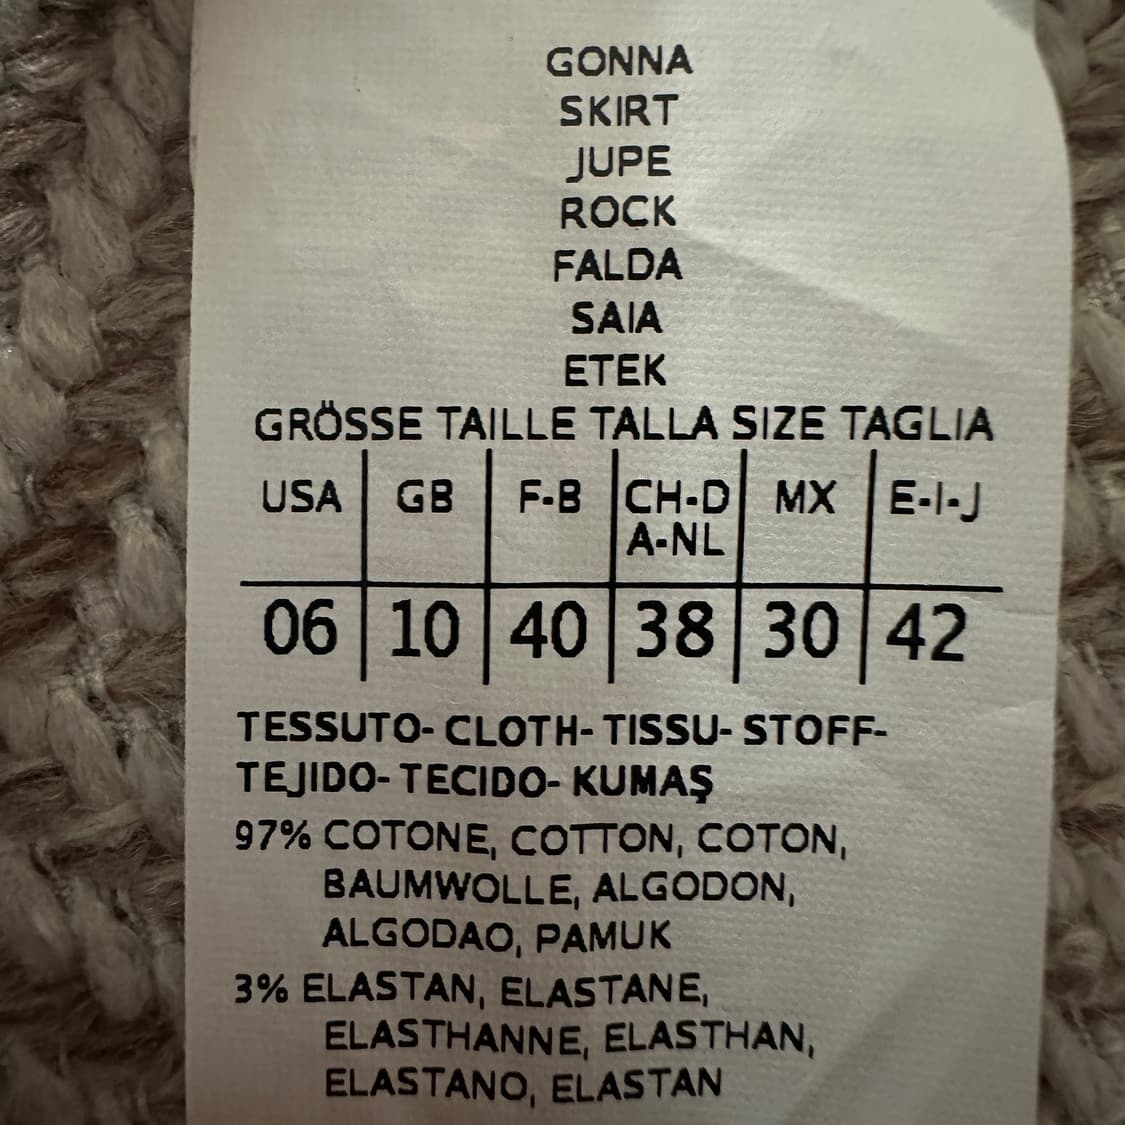 GONNA
SKIRT
JUPE
ROCK
FALDA
SAIA
ETEK
GRÖSSE TAILLE TALLA SIZE TAGLIA
USA GB F-B CH-D MX E-I-J
A-NL
06 10 40 38 30 42
TESSUTO- CLOTH- TISSU- STOFF-
TEJIDO- TECIDO- KUMAŞ
97% COTONE, COTTON, COTON,
BAUMWOLLE, ALGODON,
ALGODAO, PAMUK
3% ELASTAN, ELASTANE,
ELASTHANNE, ELASTHAN,
ELASTANO, ELASTAN